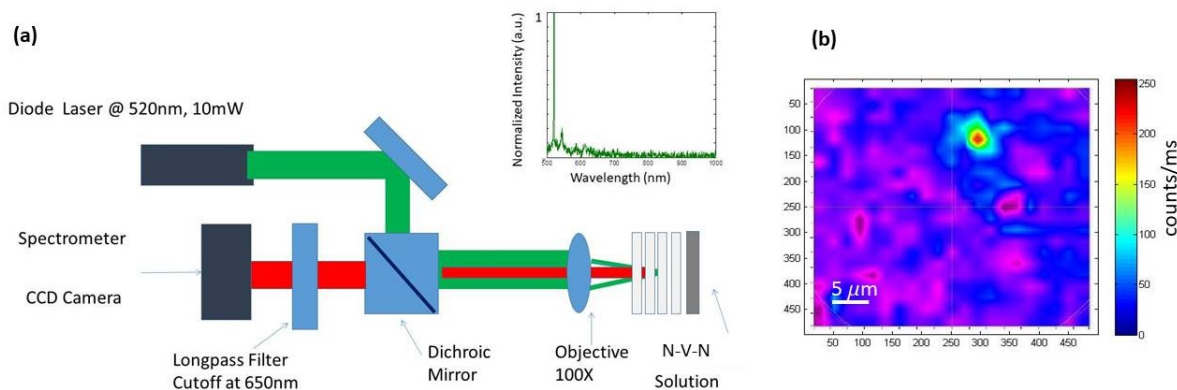 (a)
Diode Laser @ 520nm, 10mW
Spectrometer
CCD Camera
Longpass Filter
Cutoff at 650nm
Dichroic
Mirror
Objective
100X
N-V-N
Solution
Normalized Intensity (a.u.)
1
500 600 700 800 900 1000
Wavelength (nm)
(b)
50
100
150
200
250
300
350
400
450
5 μm
50 100 150 200 250 300 350 400 450
250
200
150
100
50
0
counts/ms